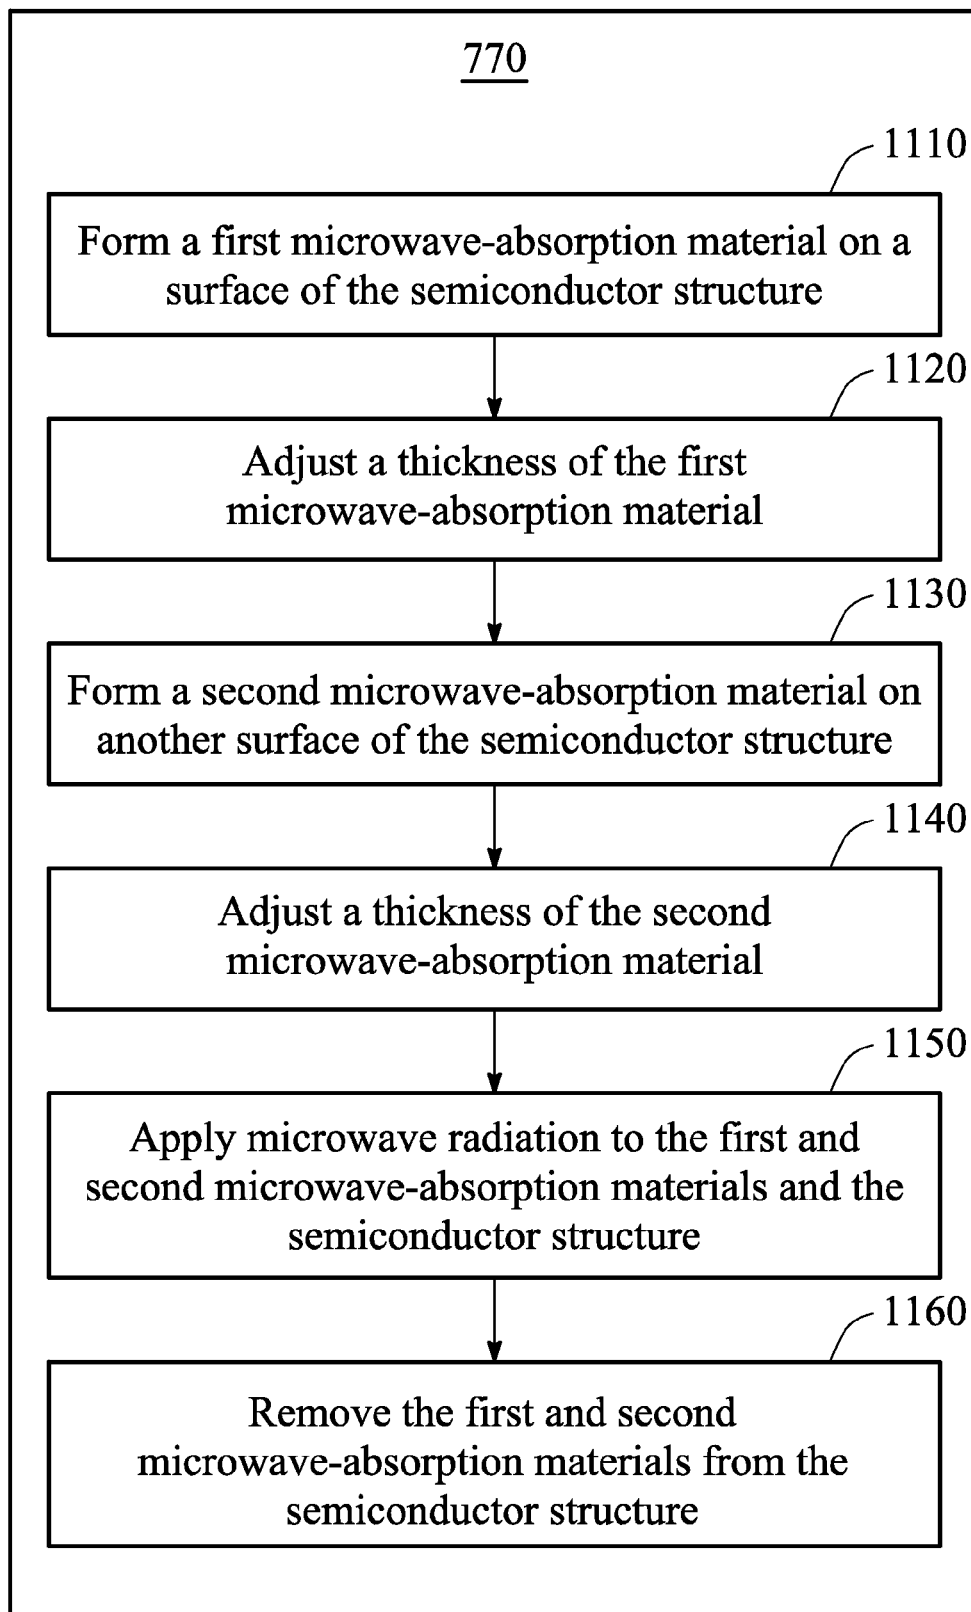 770
1110
Form a first microwave-absorption material on a
surface of the semiconductor structure
1120
Adjust a thickness of the first
microwave-absorption material
1130
Form a second microwave-absorption material on
another surface of the semiconductor structure
1140
Adjust a thickness of the second
microwave-absorption material
1150
Apply microwave radiation to the first and
second microwave-absorption materials and the
semiconductor structure
1160
Remove the first and second
microwave-absorption materials from the
semiconductor structure